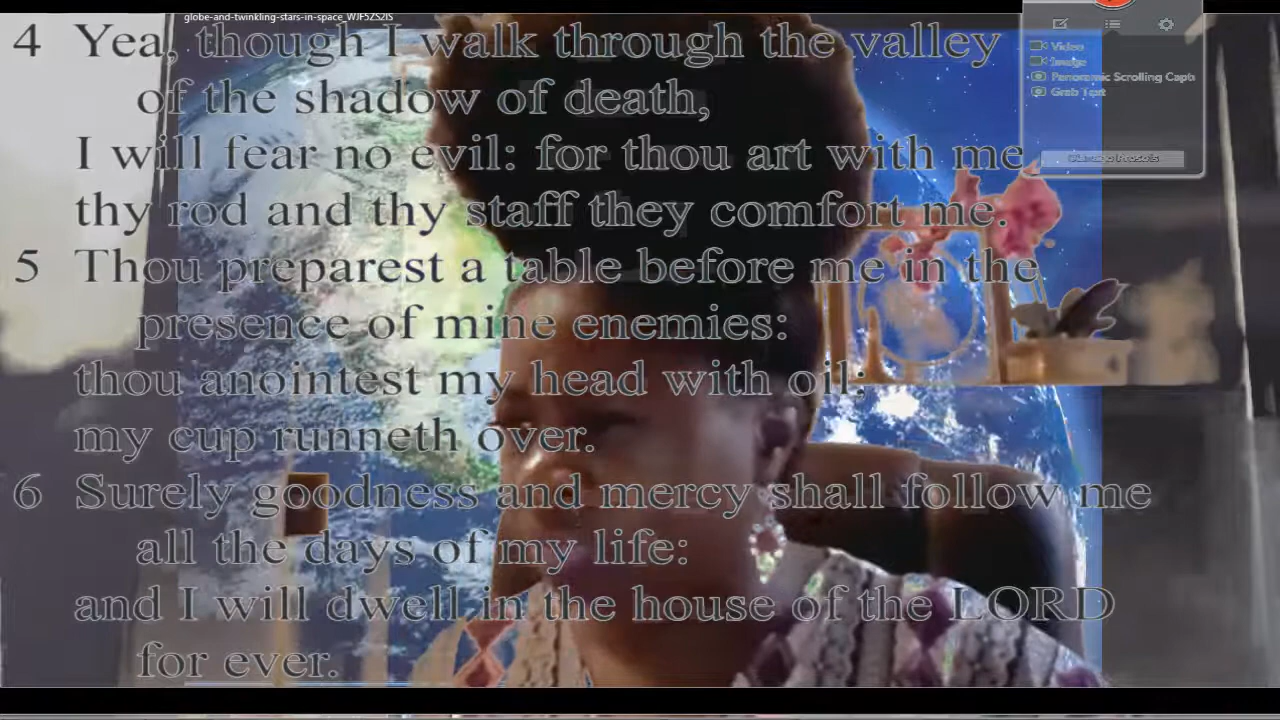 globe-and-twinkling-stars-in-space_WJF5ZS2IS
4 Yea, though I walk through the valley
of the shadow of death,
I will fear no evil: for thou art with me
thy rod and thy staff they comfort me.
5 Thou preparest a table before me in the
presence of mine enemies:
thou anointest my head with oil;
my cup runneth over.
6 Surely goodness and mercy shall follow me
all the days of my life:
and I will dwell in the house of the LORD
for ever.
Video
Image
Panoramic Scrolling Captu
Grab Text